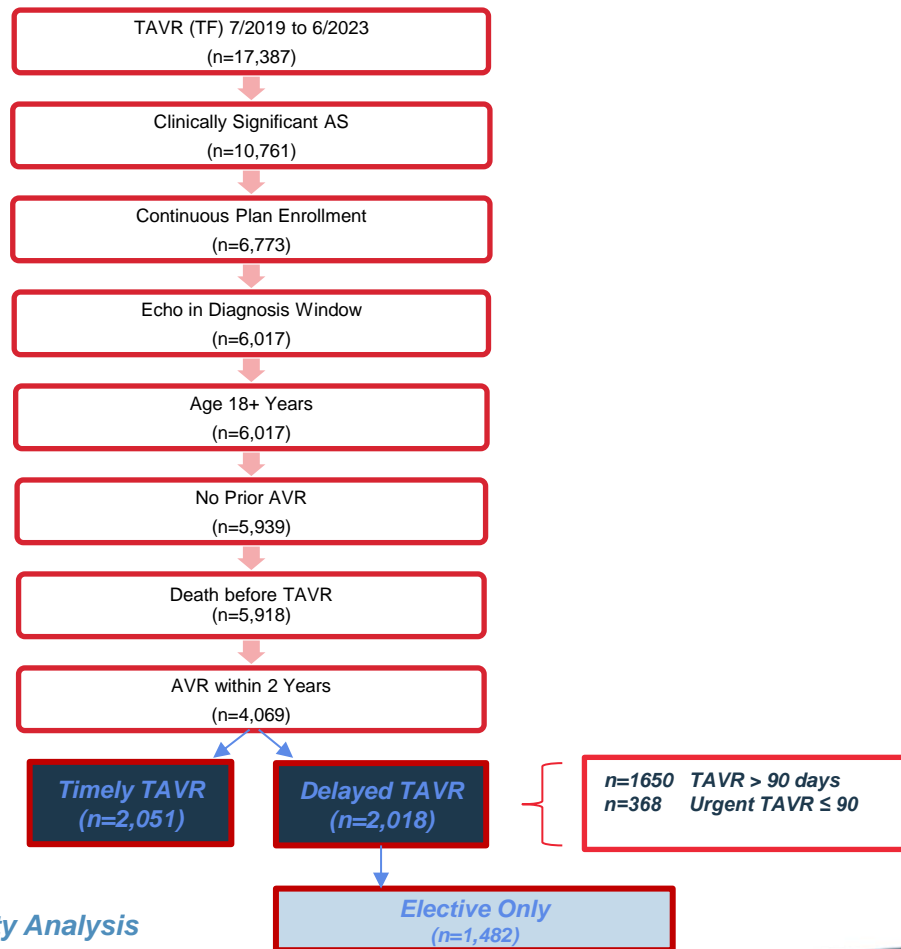 TAVR (TF) 7/2019 to 6/2023
(n=17,387)
Clinically Significant AS
(n=10,761)
Continuous Plan Enrollment
(n=6,773)
Echo in Diagnosis Window
(n=6,017)
Age 18+ Years
(n=6,017)
No Prior AVR
(n=5,939)
Death before TAVR
(n=5,918)
AVR within 2 Years
(n=4,069)
Timely TAVR
(n=2,051)
Delayed TAVR
(n=2,018)
n=1650 TAVR > 90 days
n=368 Urgent TAVR ≤ 90
Elective Only
(n=1,482)
ty Analysis